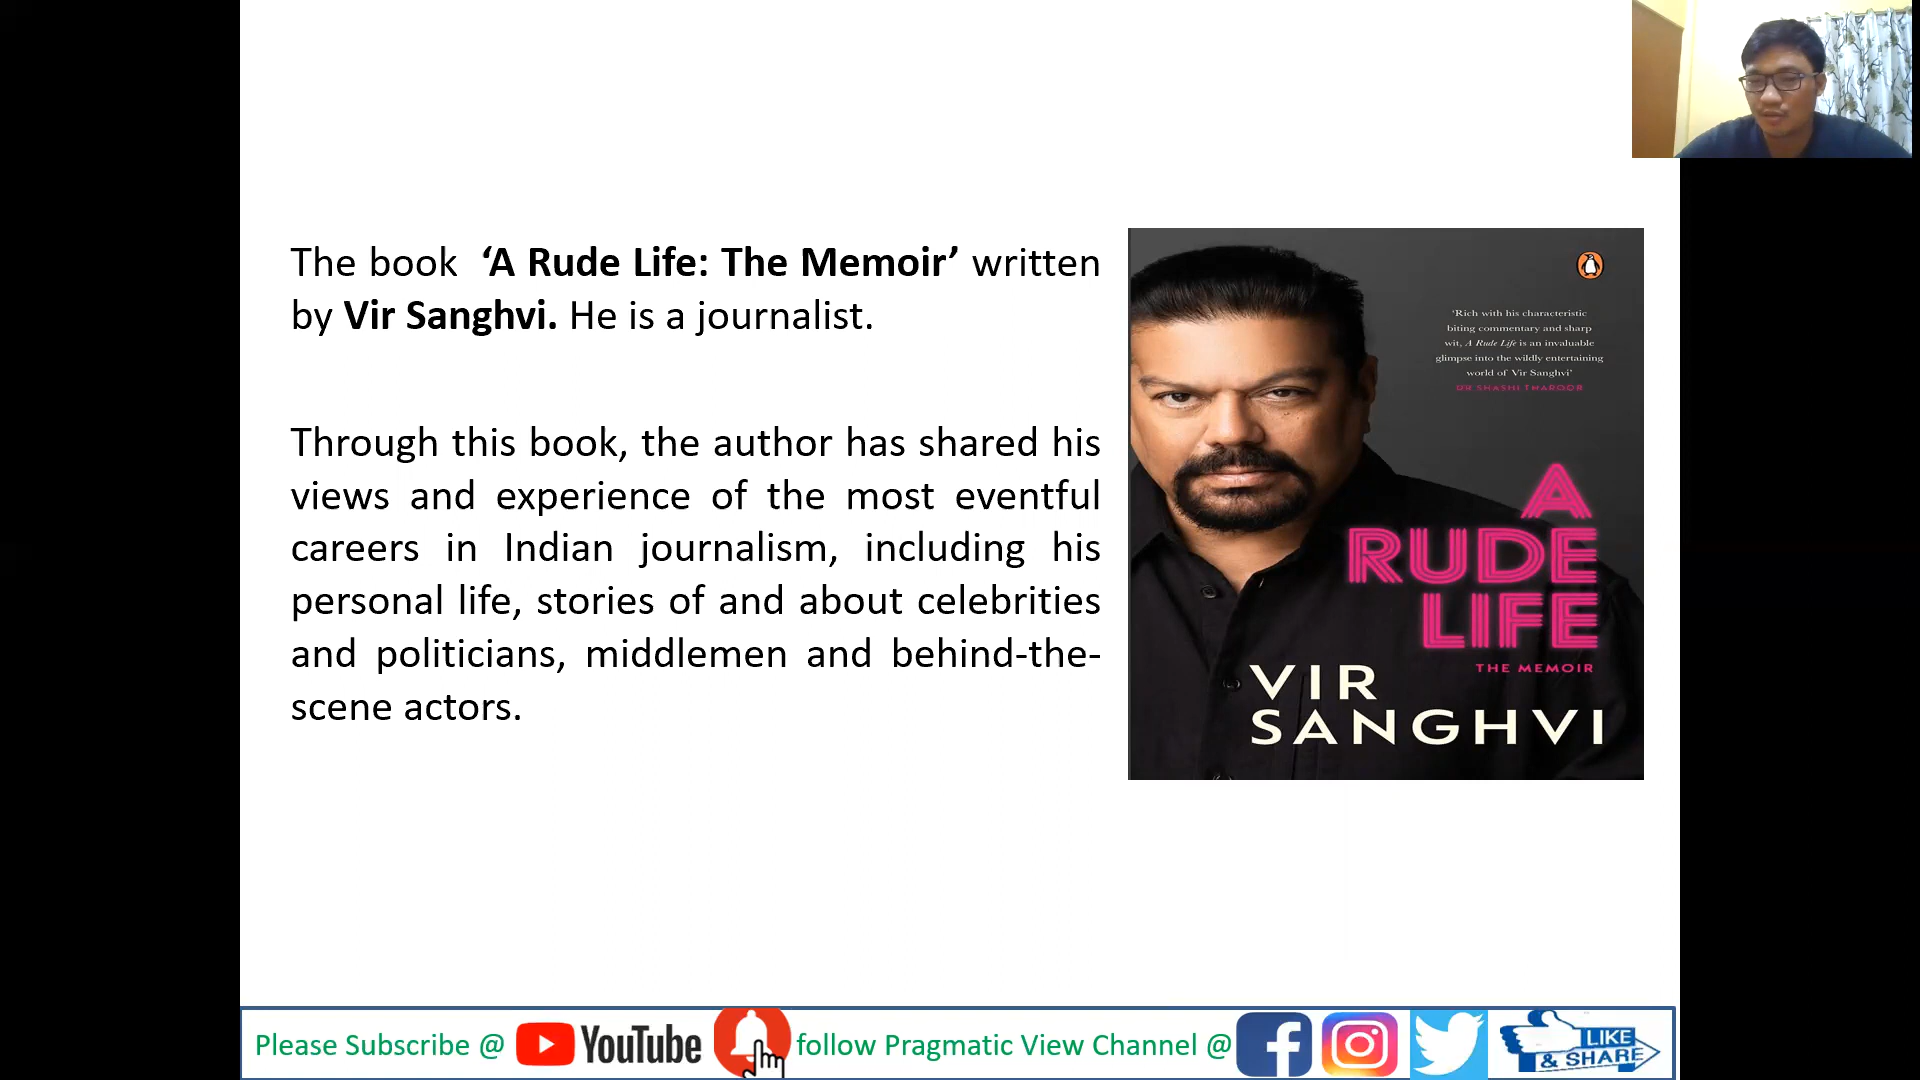 The book ‘A Rude Life: The Memoir’ written
by Vir Sanghvi. He is a journalist.
Through this book, the author has shared his
views and experience of the most eventful
careers in Indian journalism, including his
personal life, stories of and about celebrities
and politicians, middlemen and behind-the-
scene actors.
‘Rich with his characteristic
biting commentary and sharp
wit, A Rude Life is an invaluable
glimpse into the wildly entertaining
world of Vir Sanghvi’
DR SHASHI THAROOR
A
RUDE
LIFE
THE MEMOIR
VIR
SANGHVI
Please Subscribe @ YouTube follow Pragmatic View Channel @
LIKE
& SHARE